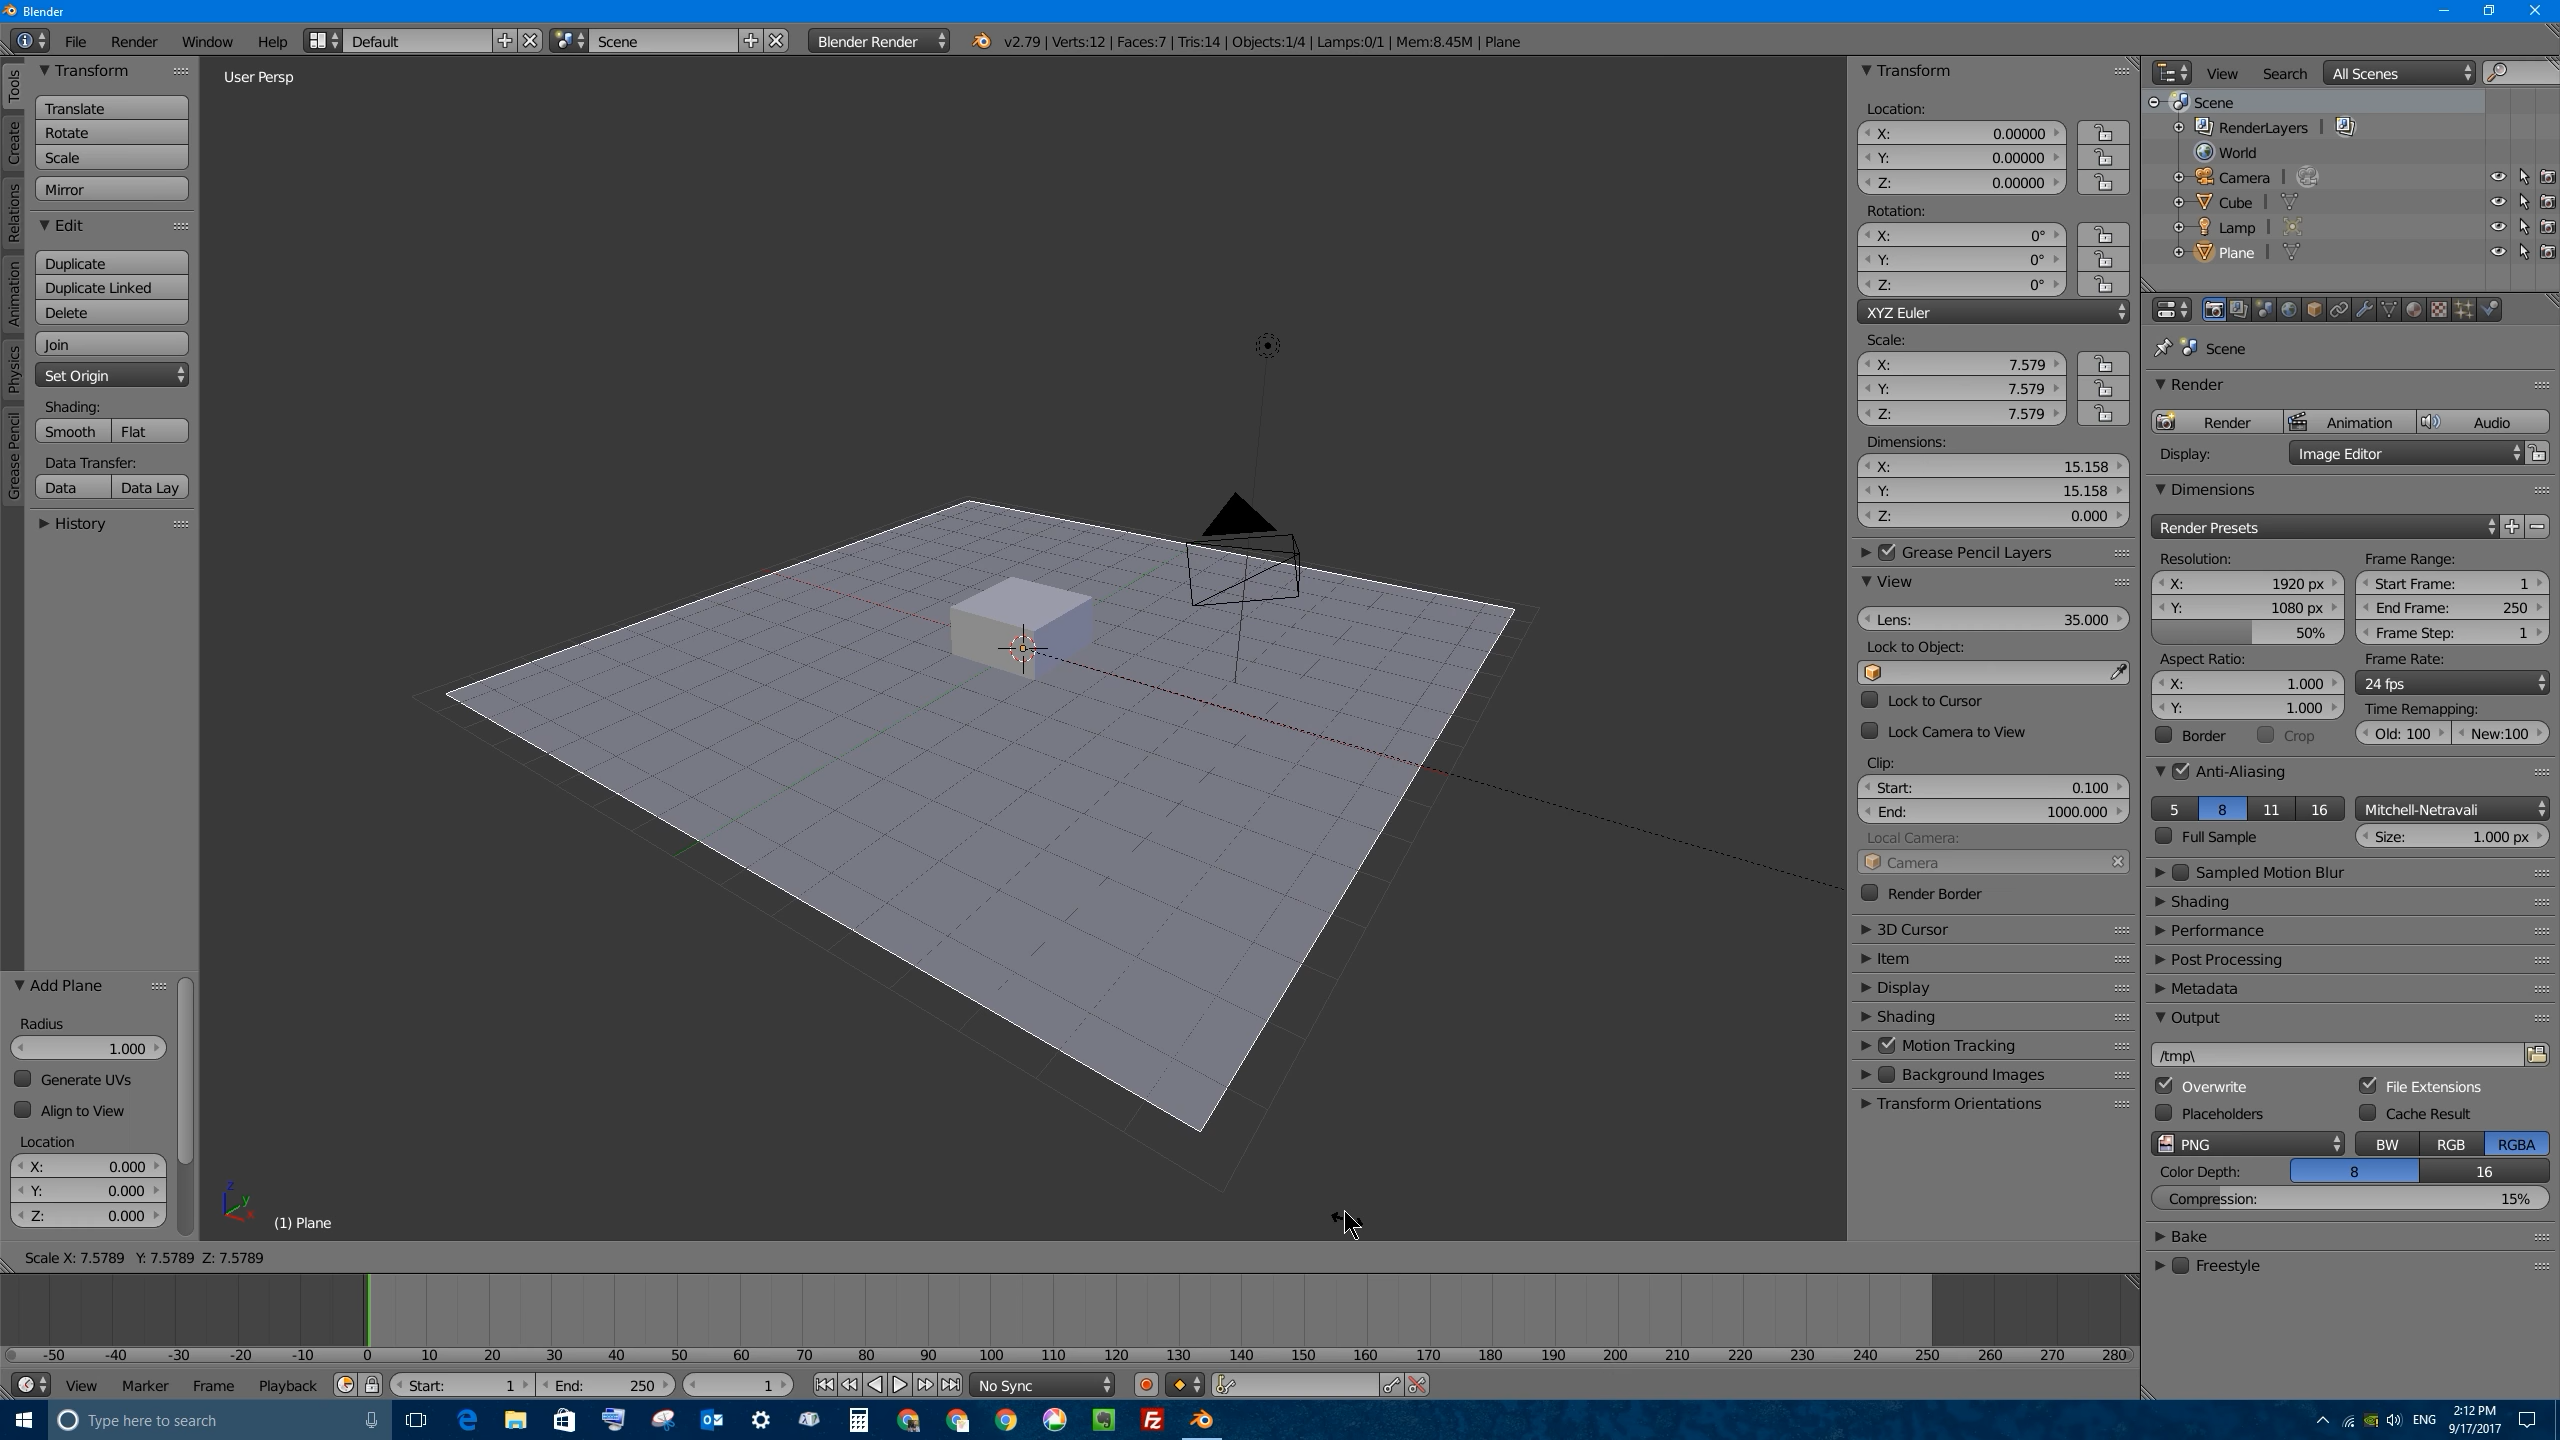 Blender
File Render Window Help Default Scene Blender Render v2.79 | Verts:12 | Faces:7 | Tris:14 | Objects:1/4 | Lamps:0/1 | Mem:8.45M | Plane
Tools
Create
Relations
Animation
Physics
Grease Pencil
Transform
Translate
Rotate
Scale
Mirror
Edit
Duplicate
Duplicate Linked
Delete
Join
Set Origin
Shading:
Smooth Flat
Data Transfer:
Data Data Lay
History
Add Plane
Radius
1.000
Generate UVs
Align to View
Location
X: 0.000
Y: 0.000
Z: 0.000
User Persp
z
y
x
(1) Plane
Transform
Location:
X: 0.00000
Y: 0.00000
Z: 0.00000
Rotation:
X: 0°
Y: 0°
Z: 0°
XYZ Euler
Scale:
X: 7.579
Y: 7.579
Z: 7.579
Dimensions:
X: 15.158
Y: 15.158
Z: 0.000
Grease Pencil Layers
View
Lens: 35.000
Lock to Object:
Lock to Cursor
Lock Camera to View
Clip:
Start: 0.100
End: 1000.000
Local Camera:
Camera
Render Border
3D Cursor
Item
Display
Shading
Motion Tracking
Background Images
Transform Orientations
View Search All Scenes
Scene
RenderLayers
World
Camera
Cube
Lamp
Plane
Scene
Render
Render Animation Audio
Display: Image Editor
Dimensions
Render Presets
Resolution: Frame Range:
X: 1920 px Start Frame: 1
Y: 1080 px End Frame: 250
50% Frame Step: 1
Aspect Ratio: Frame Rate:
X: 1.000 24 fps
Y: 1.000 Time Remapping:
Border Crop Old: 100 New:100
Anti-Aliasing
5 8 11 16 Mitchell-Netravali
Full Sample Size: 1.000 px
Sampled Motion Blur
Shading
Performance
Post Processing
Metadata
Output
/tmp\
Overwrite File Extensions
Placeholders Cache Result
PNG BW RGB RGBA
Color Depth: 8 16
Compression: 15%
Bake
Freestyle
Scale X: 7.5789 Y: 7.5789 Z: 7.5789
-50 -40 -30 -20 -10 0 10 20 30 40 50 60 70 80 90 100 110 120 130 140 150 160 170 180 190 200 210 220 230 240 250 260 270 280
View Marker Frame Playback Start: 1 End: 250 1 No Sync
Type here to search Fz ENG 2:12 PM
9/17/2017